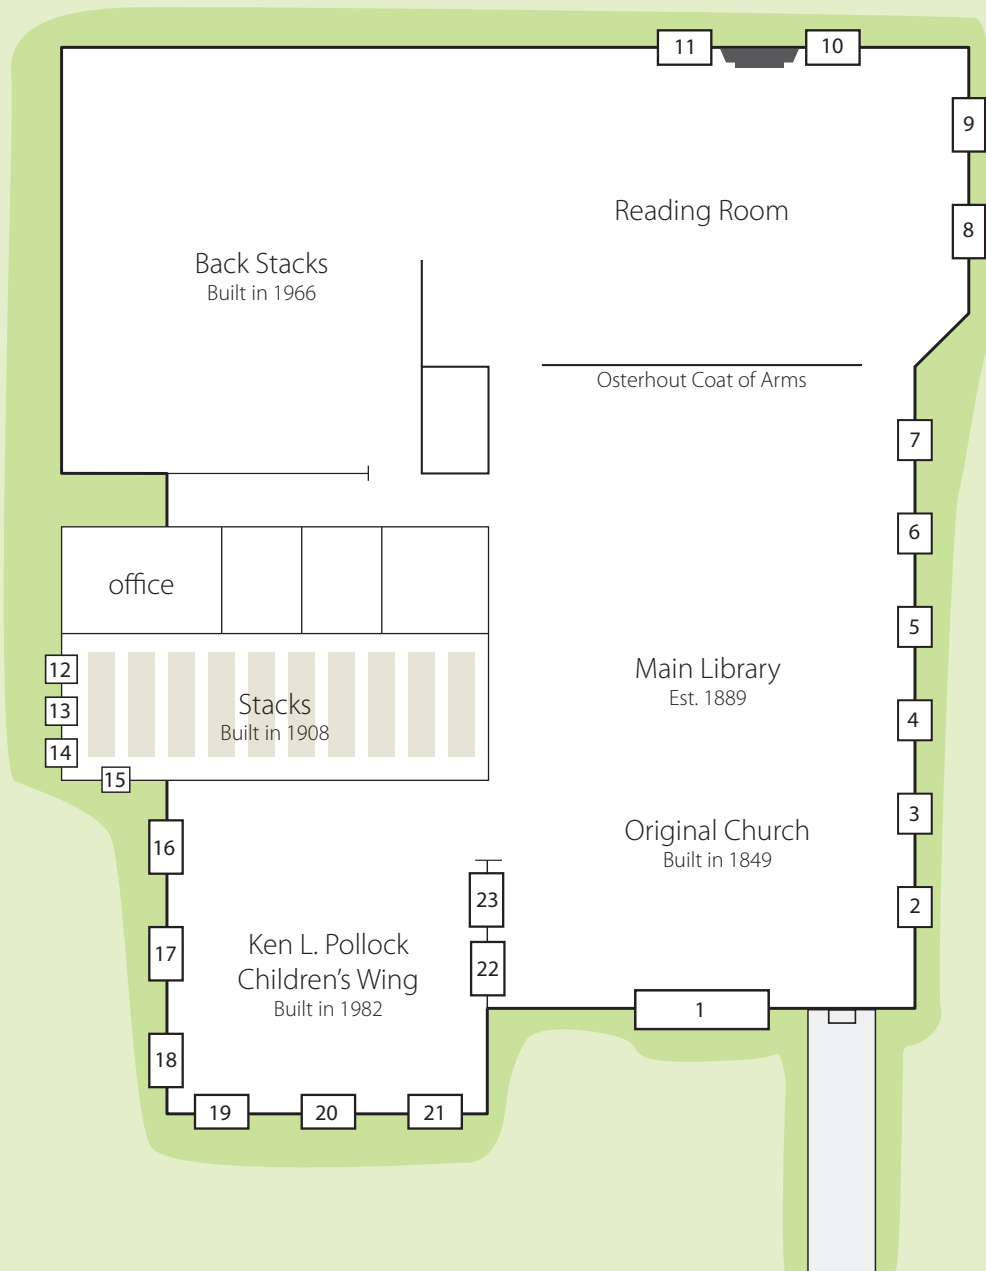 11
10
9
Reading Room
8
Back Stacks
Built in 1966
Osterhout Coat of Arms
7
6
office
5
12
Main Library
Est. 1889
13
Stacks
Built in 1908
4
14
15
3
Original Church
Built in 1849
16
23
2
17
Ken L. Pollock
Children's Wing
Built in 1982
22
1
18
19
20
21